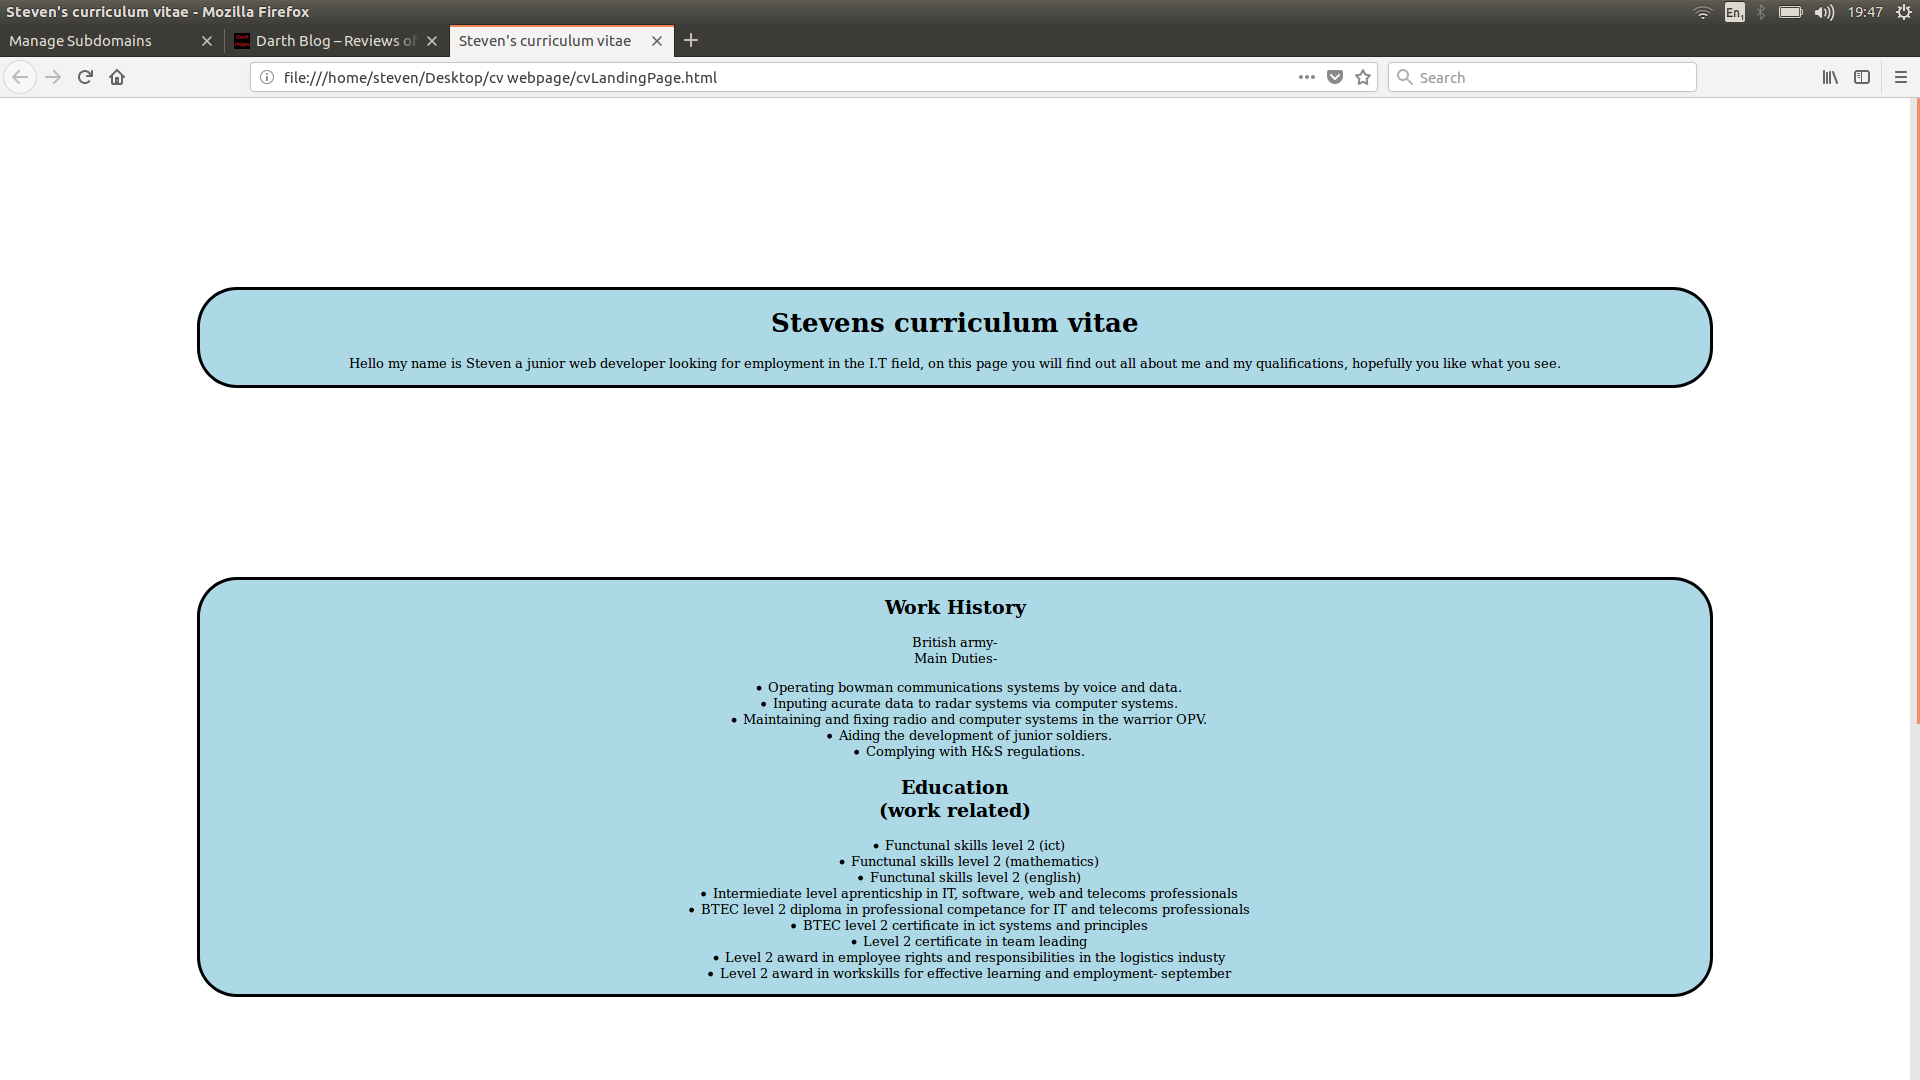 Steven's curriculum vitae - Mozilla Firefox
En1
19:47
Manage Subdomains
Darth Blog – Reviews of
Steven's curriculum vitae
file:///home/steven/Desktop/cv webpage/cvLandingPage.html
Search
Stevens curriculum vitae
Hello my name is Steven a junior web developer looking for employment in the I.T field, on this page you will find out all about me and my qualifications, hopefully you like what you see.
Work History
British army-
Main Duties-
• Operating bowman communications systems by voice and data.
• Inputing acurate data to radar systems via computer systems.
• Maintaining and fixing radio and computer systems in the warrior OPV.
• Aiding the development of junior soldiers.
• Complying with H&S regulations.
Education
(work related)
• Functunal skills level 2 (ict)
• Functunal skills level 2 (mathematics)
• Functunal skills level 2 (english)
• Intermiediate level aprenticship in IT, software, web and telecoms professionals
• BTEC level 2 diploma in professional competance for IT and telecoms professionals
• BTEC level 2 certificate in ict systems and principles
• Level 2 certificate in team leading
• Level 2 award in employee rights and responsibilities in the logistics industy
• Level 2 award in workskills for effective learning and employment- september